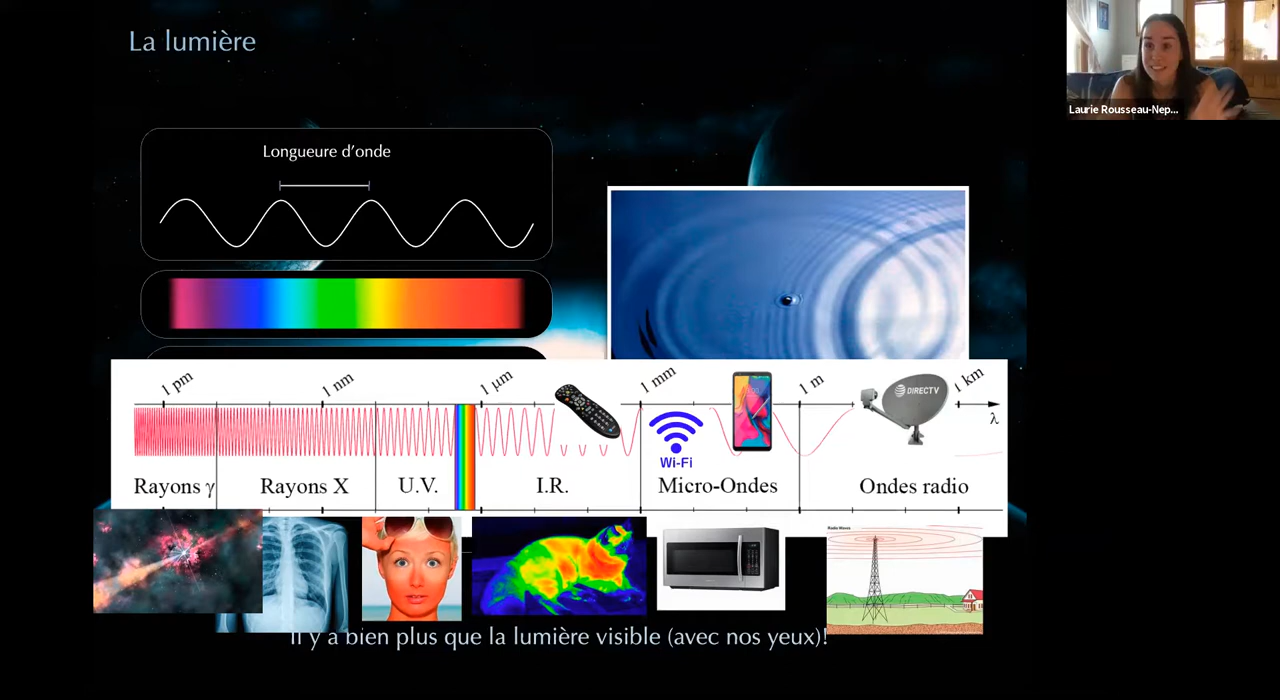 La lumière
Laurie Rousseau-Nep...
Longueure d'onde
1 pm
1 nm
1 μm
1 mm
1 m
1 km
DIRECTV
λ
Wi-Fi
Rayons γ
Rayons X
U.V.
I.R.
Micro-Ondes
Ondes radio
Radio Waves
Il y a bien plus que la lumière visible (avec nos yeux)!